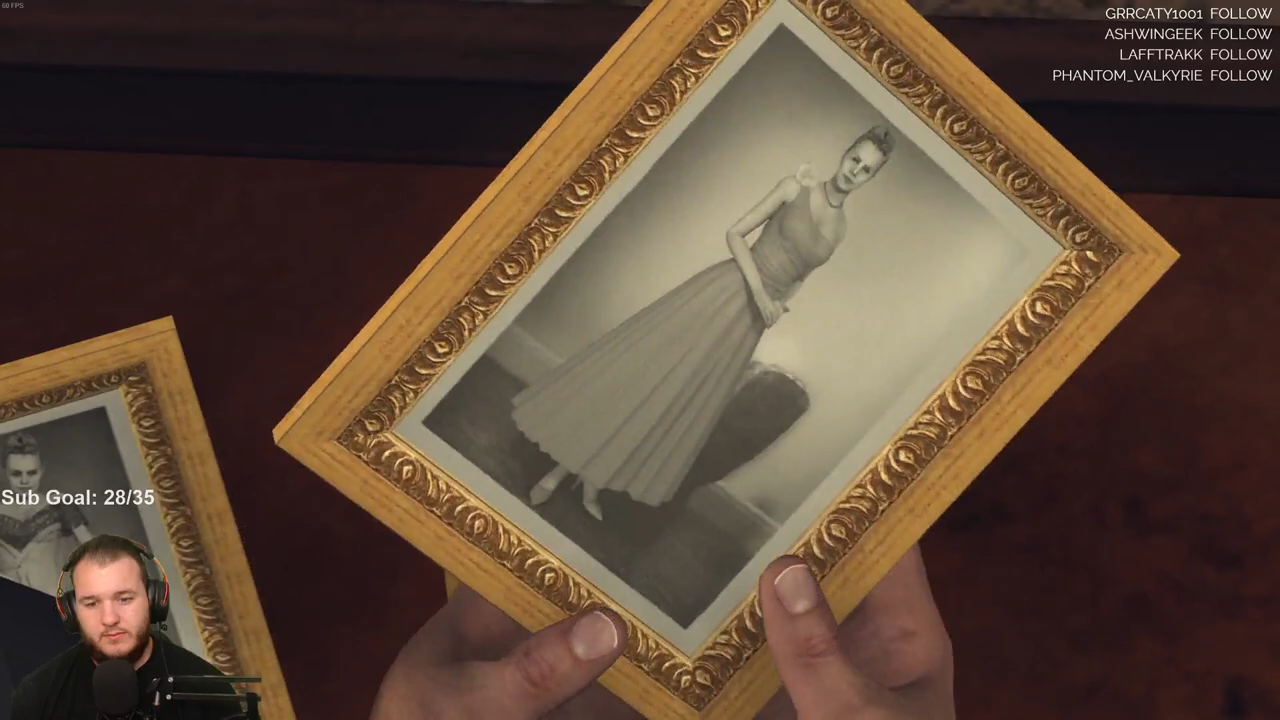 60 FPS
GRRCATY1001 FOLLOW
ASHWINGEEK FOLLOW
LAFFTRAKK FOLLOW
PHANTOM_VALKYRIE FOLLOW
Sub Goal: 28/35